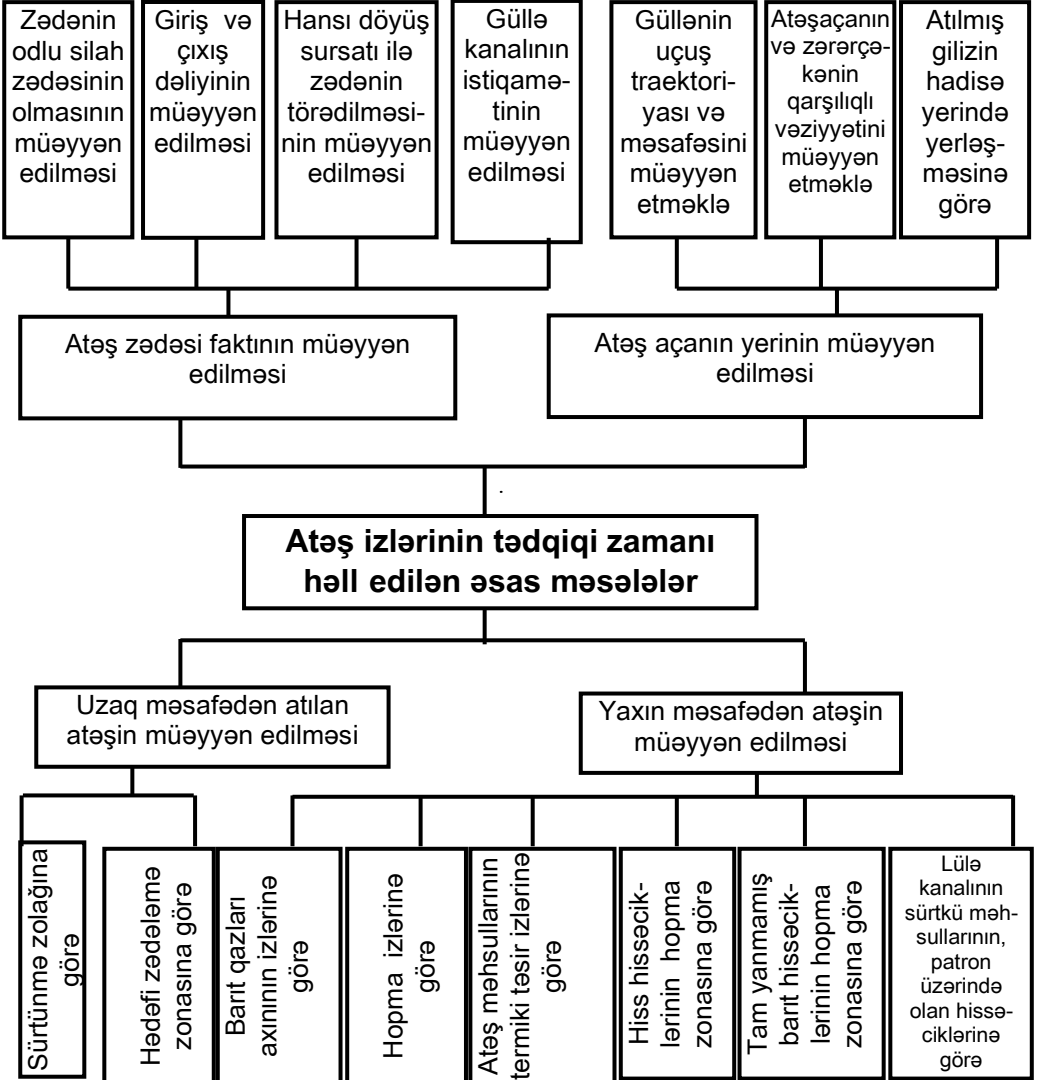 Zədənin
odlu silah
zədəsinin
olmasının
müəyyən
edilməsi
Giriş və
çıxış
dəliyinin
müəyyən
edilməsi
Hansı döyüş
sursatı ilə
zədənin
törədilməsi-
nin müəyyən
edilməsi
Güllə
kanalının
istiqamə-
tinin
müəyyən
edilməsi
Güllənin
uçuş
traektori-
yası və
məsafəsini
müəyyən
etməklə
Atəşaçanın
və zərərçə-
kənin
qarşılıqlı
vəziyyətini
müəyyən
etməklə
Atılmış
gilizin
hadisə
yerində
yerləş-
məsinə
görə
Atəş zədəsi faktının müəyyən
edilməsi
Atəş açanın yerinin müəyyən
edilməsi
Atəş izlərinin tədqiqi zamanı
həll edilən əsas məsələlər
Uzaq məsafədən atılan
atəşin müəyyən edilməsi
Yaxın məsafədən atəşin
müəyyən edilməsi
Sürtünmə zolağına
görə
Hədəfi zədələmə
zonasına görə
Barıt qazları
axınının izlərinə
görə
Hopma izlərinə
görə
Atəş məhsullarının
termiki təsir izlərinə
görə
Hiss hissəcik-
lərinin hopma
zonasına görə
Tam yanmamış
barıt hissəcik-
lərinin hopma
zonasına görə
Lülə
kanalının
sürtkü məh-
sullarının,
patron
üzərində
olan hissə-
ciklərinə
görə